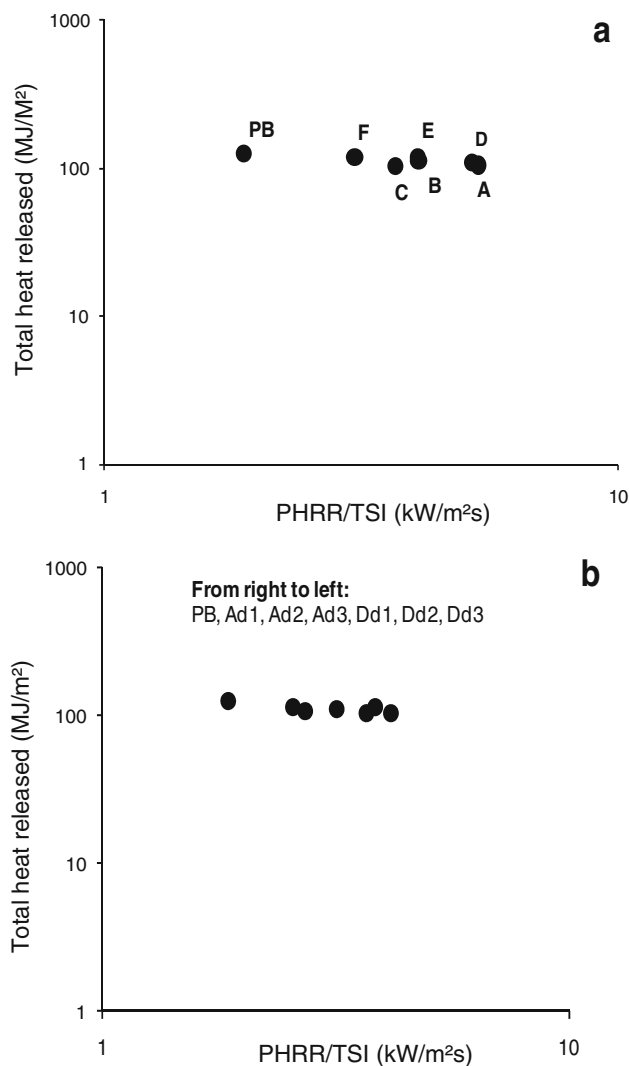 a
1000
100
10
1
Total heat released (MJ/M²)
PB
F
E
D
C
B
A
1
10
PHRR/TSI (kW/m²s)
b
1000
100
10
1
Total heat released (MJ/m²)
From right to left:
PB, Ad1, Ad2, Ad3, Dd1, Dd2, Dd3
1
10
PHRR/TSI (kW/m²s)